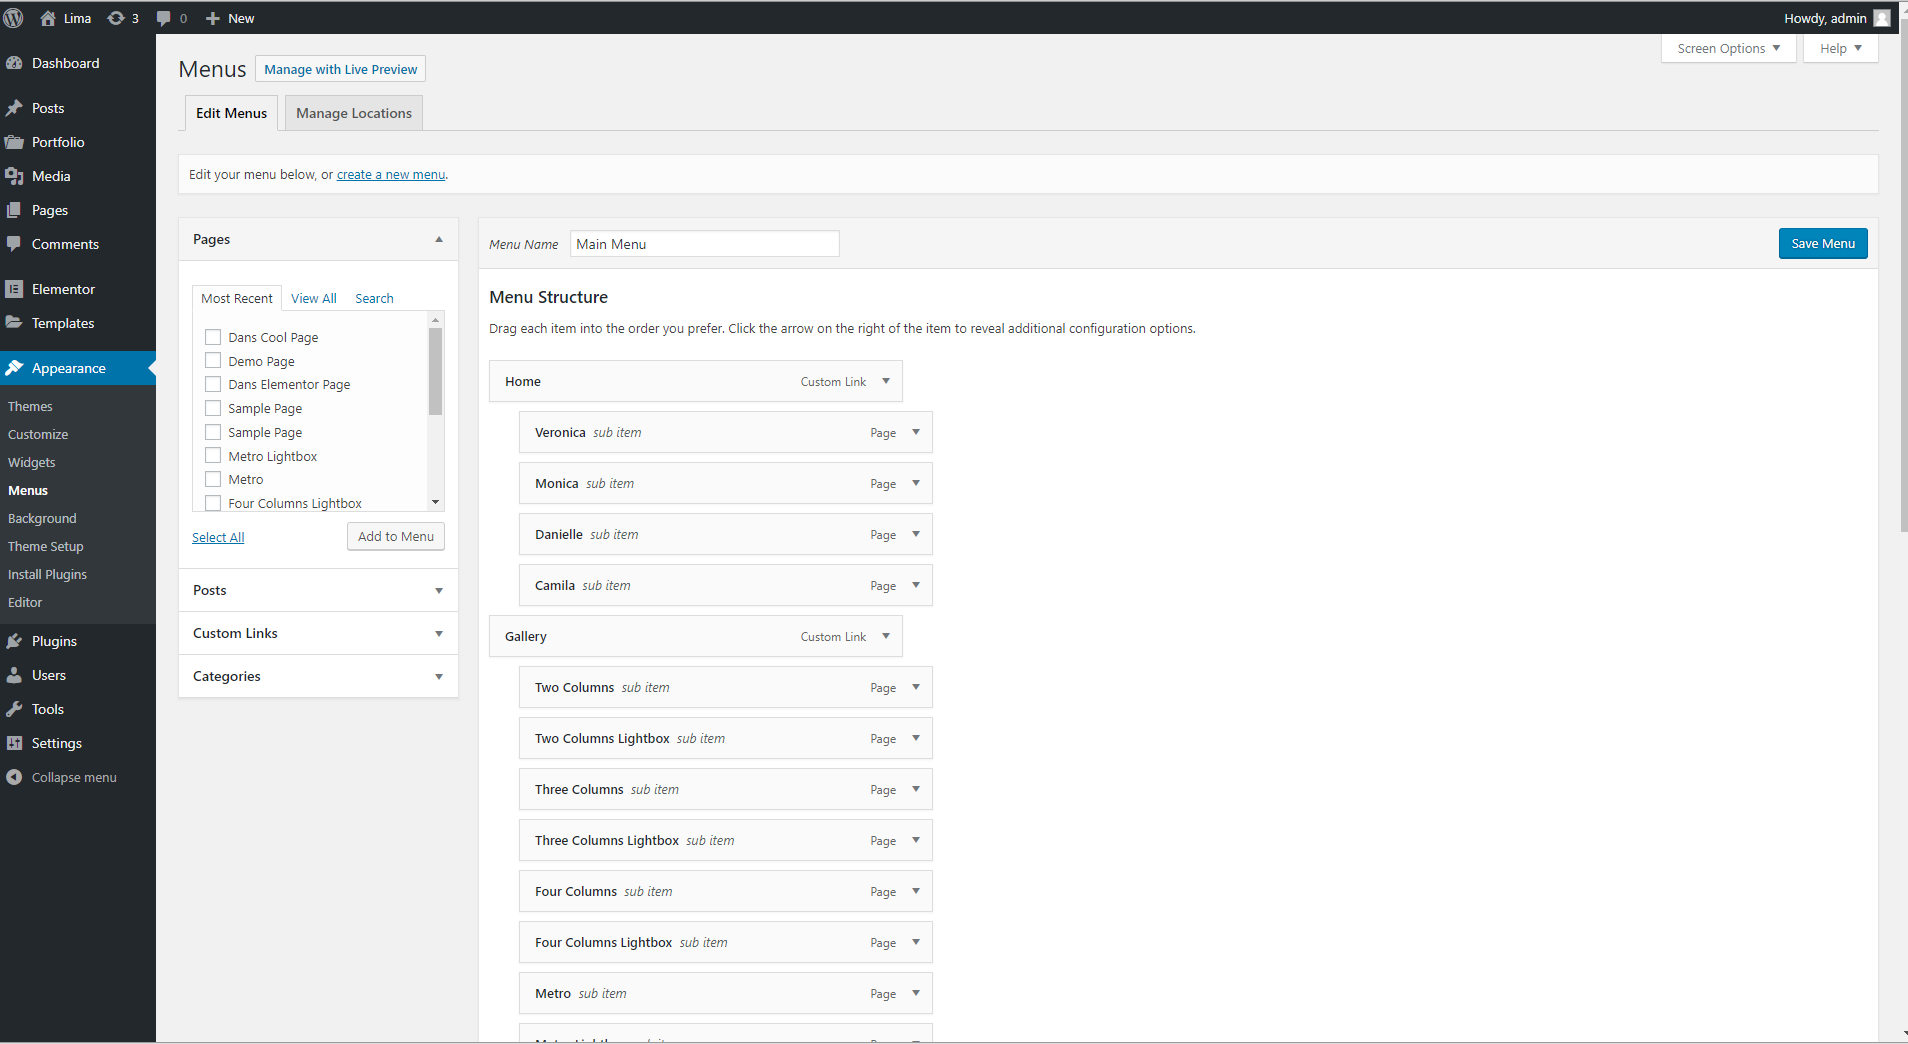 Lima 3 0 New Howdy, admin
Screen Options Help
Dashboard
Posts
Portfolio
Media
Pages
Comments
Elementor
Templates
Appearance
Themes
Customize
Widgets
Menus
Background
Theme Setup
Install Plugins
Editor
Plugins
Users
Tools
Settings
Collapse menu
Menus Manage with Live Preview
Edit Menus Manage Locations
Edit your menu below, or create a new menu.
Pages
Most Recent View All Search
Dans Cool Page
Demo Page
Dans Elementor Page
Sample Page
Sample Page
Metro Lightbox
Metro
Four Columns Lightbox
Select All Add to Menu
Posts
Custom Links
Categories
Menu Name Main Menu Save Menu
Menu Structure
Drag each item into the order you prefer. Click the arrow on the right of the item to reveal additional configuration options.
Home Custom Link
Veronica sub item Page
Monica sub item Page
Danielle sub item Page
Camila sub item Page
Gallery Custom Link
Two Columns sub item Page
Two Columns Lightbox sub item Page
Three Columns sub item Page
Three Columns Lightbox sub item Page
Four Columns sub item Page
Four Columns Lightbox sub item Page
Metro sub item Page